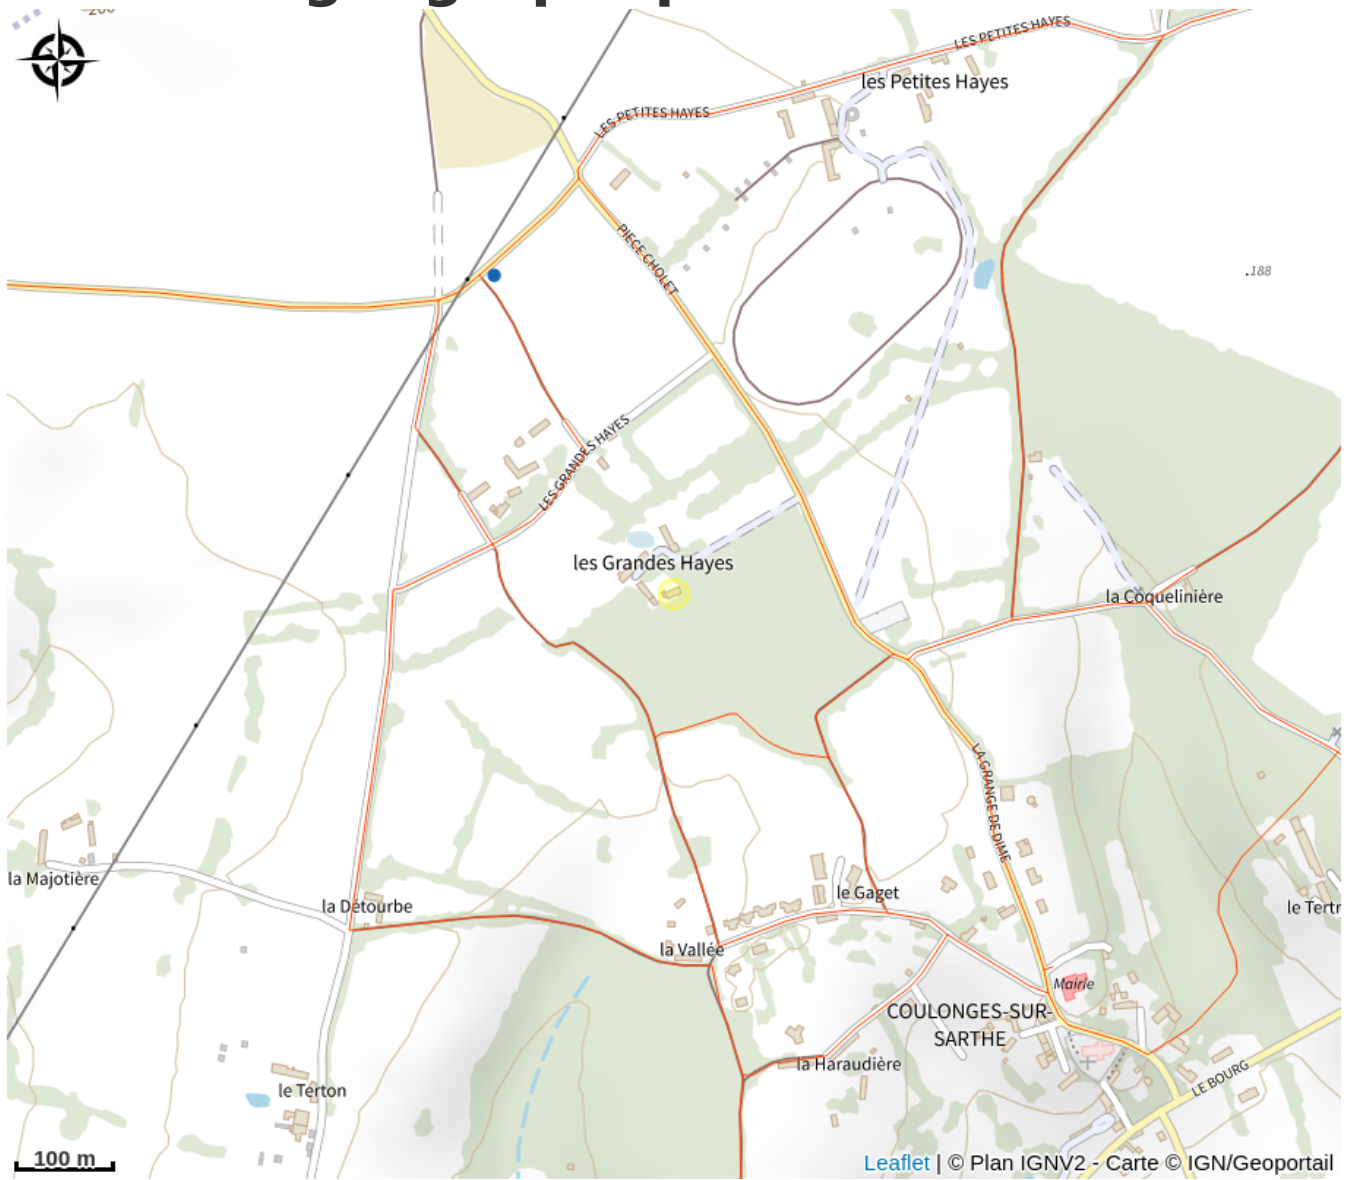 LES PETITES HAYES
les Petites Hayes
LES PETITES HAYES
PIECE CHOLET
.188
LES GRANDES HAYES
les Grandes Hayes
la Coquelinière
LA GRANGE DE DIME
la Majotière
le Gaget
la Détourbe
le Tertr
la Vallée
Mairie
COULONGES-SUR-
SARTHE
la Haraudière
le Terton
LE BOURG
100 m
Leaflet | © Plan IGNV2 - Carte © IGN/Geoportail